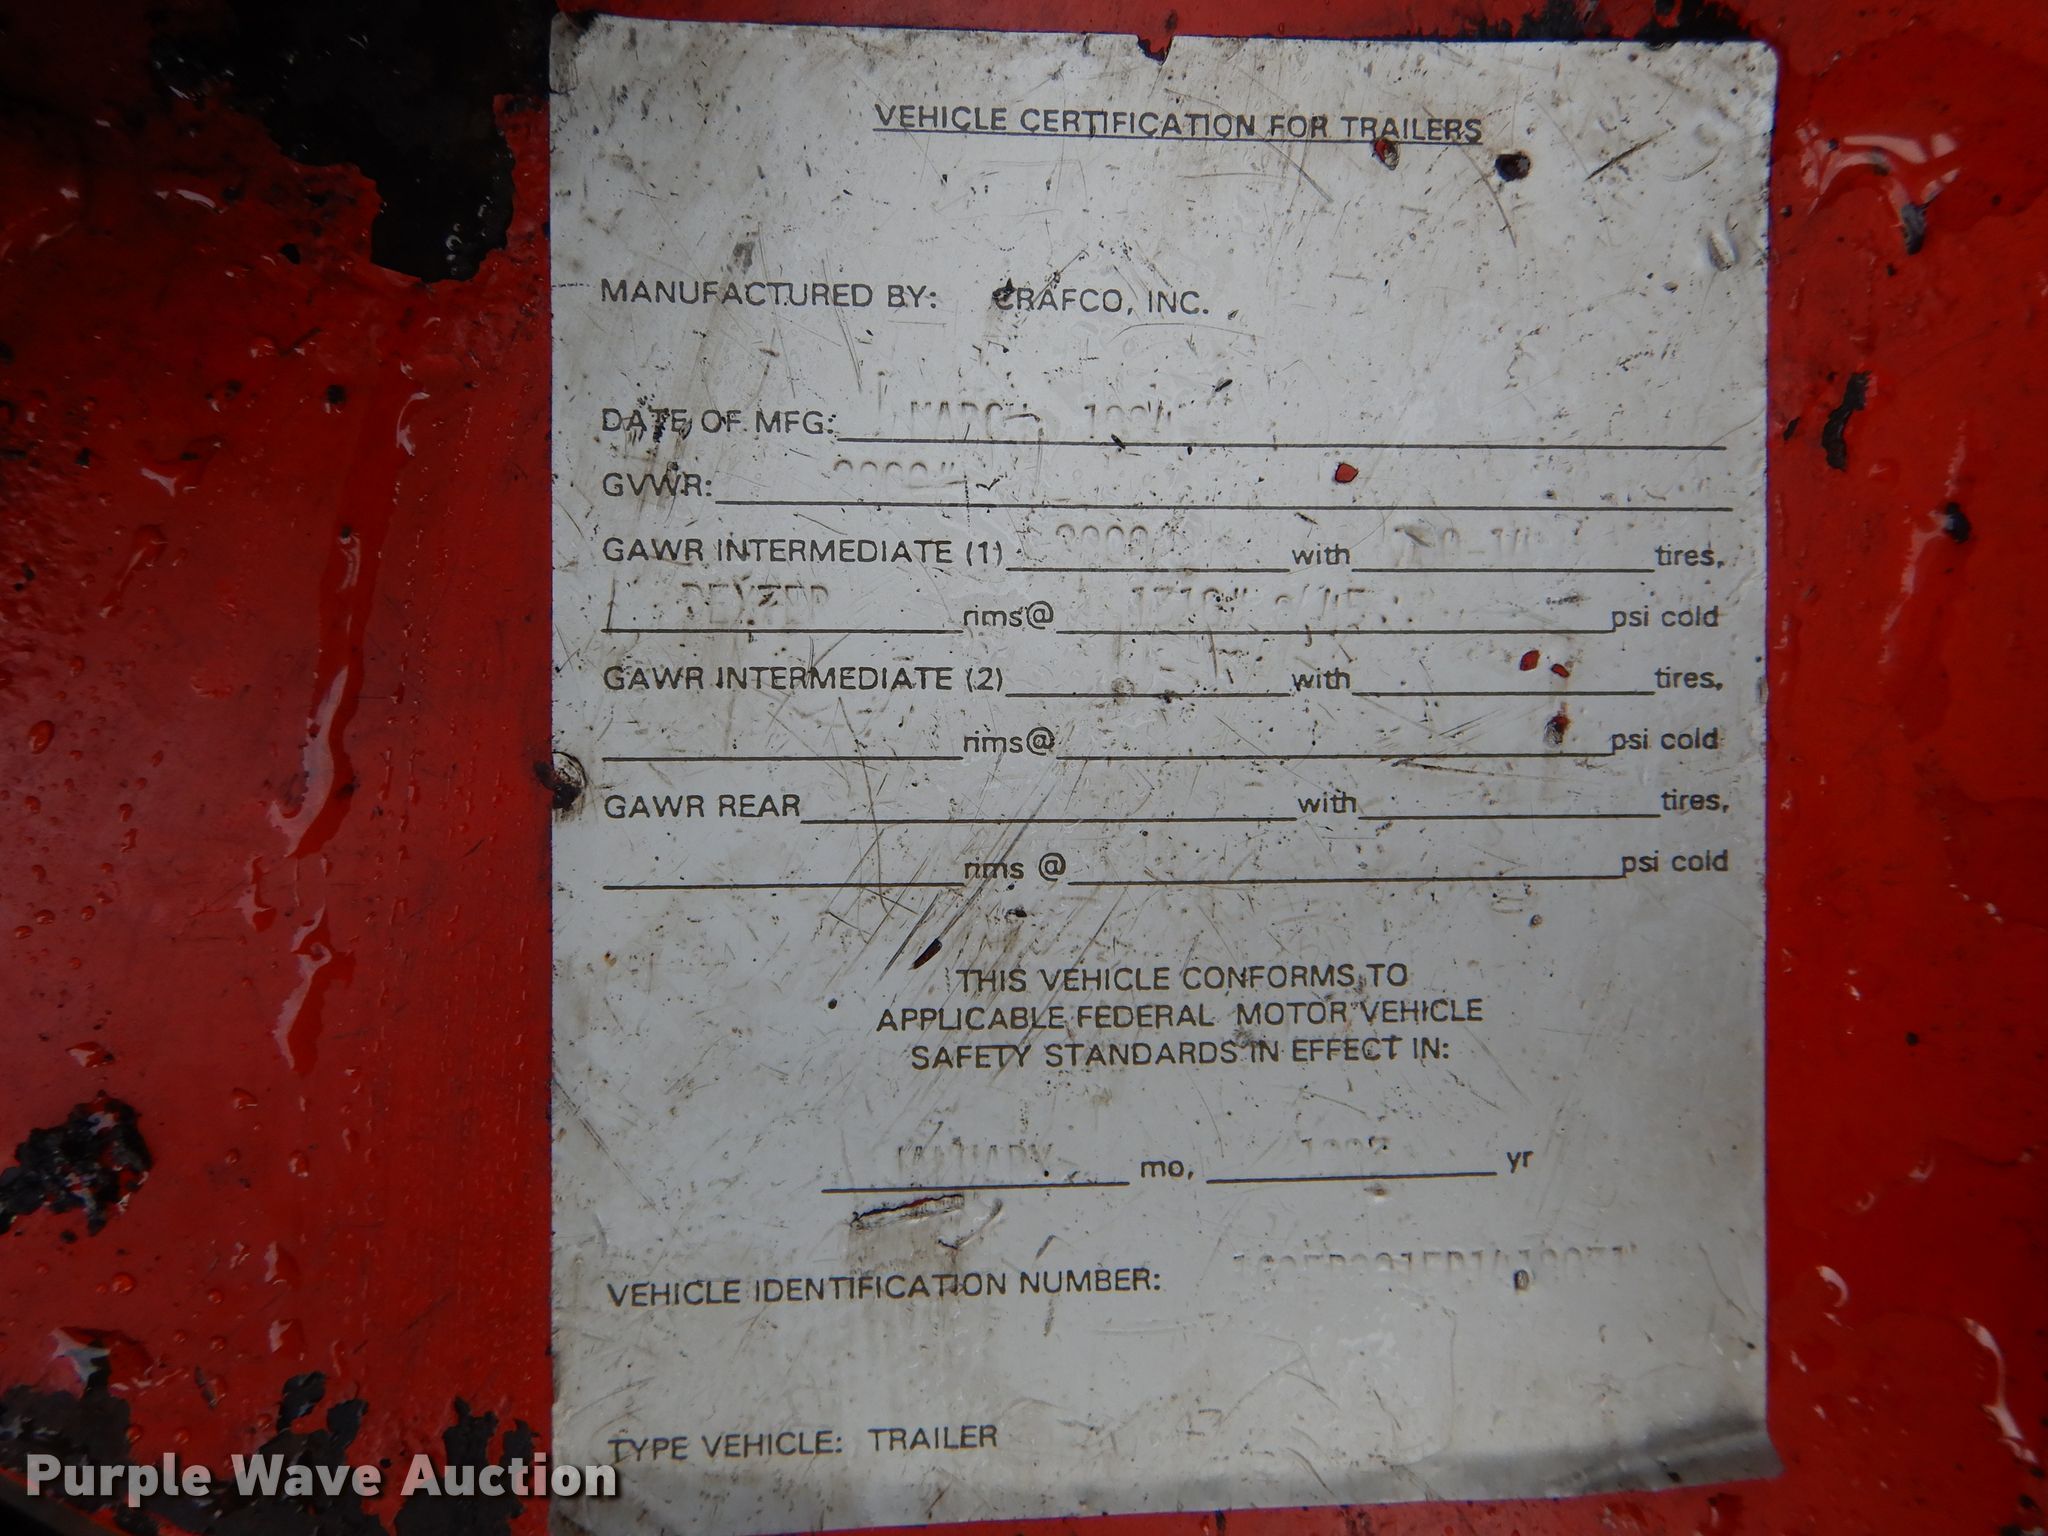 VEHICLE CERTIFICATION FOR TRAILERS
MANUFACTURED BY: CRAFCO, INC.
DATE OF MFG: MARCH
GVWR:
GAWR INTERMEDIATE (1) with tires,
rims@ psi cold
GAWR INTERMEDIATE (2) with tires,
rims@ psi cold
GAWR REAR with tires,
rims @ psi cold
THIS VEHICLE CONFORMS TO
APPLICABLE FEDERAL MOTOR VEHICLE
SAFETY STANDARDS IN EFFECT IN:
JANUARY mo, yr
VEHICLE IDENTIFICATION NUMBER:
TYPE VEHICLE: TRAILER
Purple Wave Auction